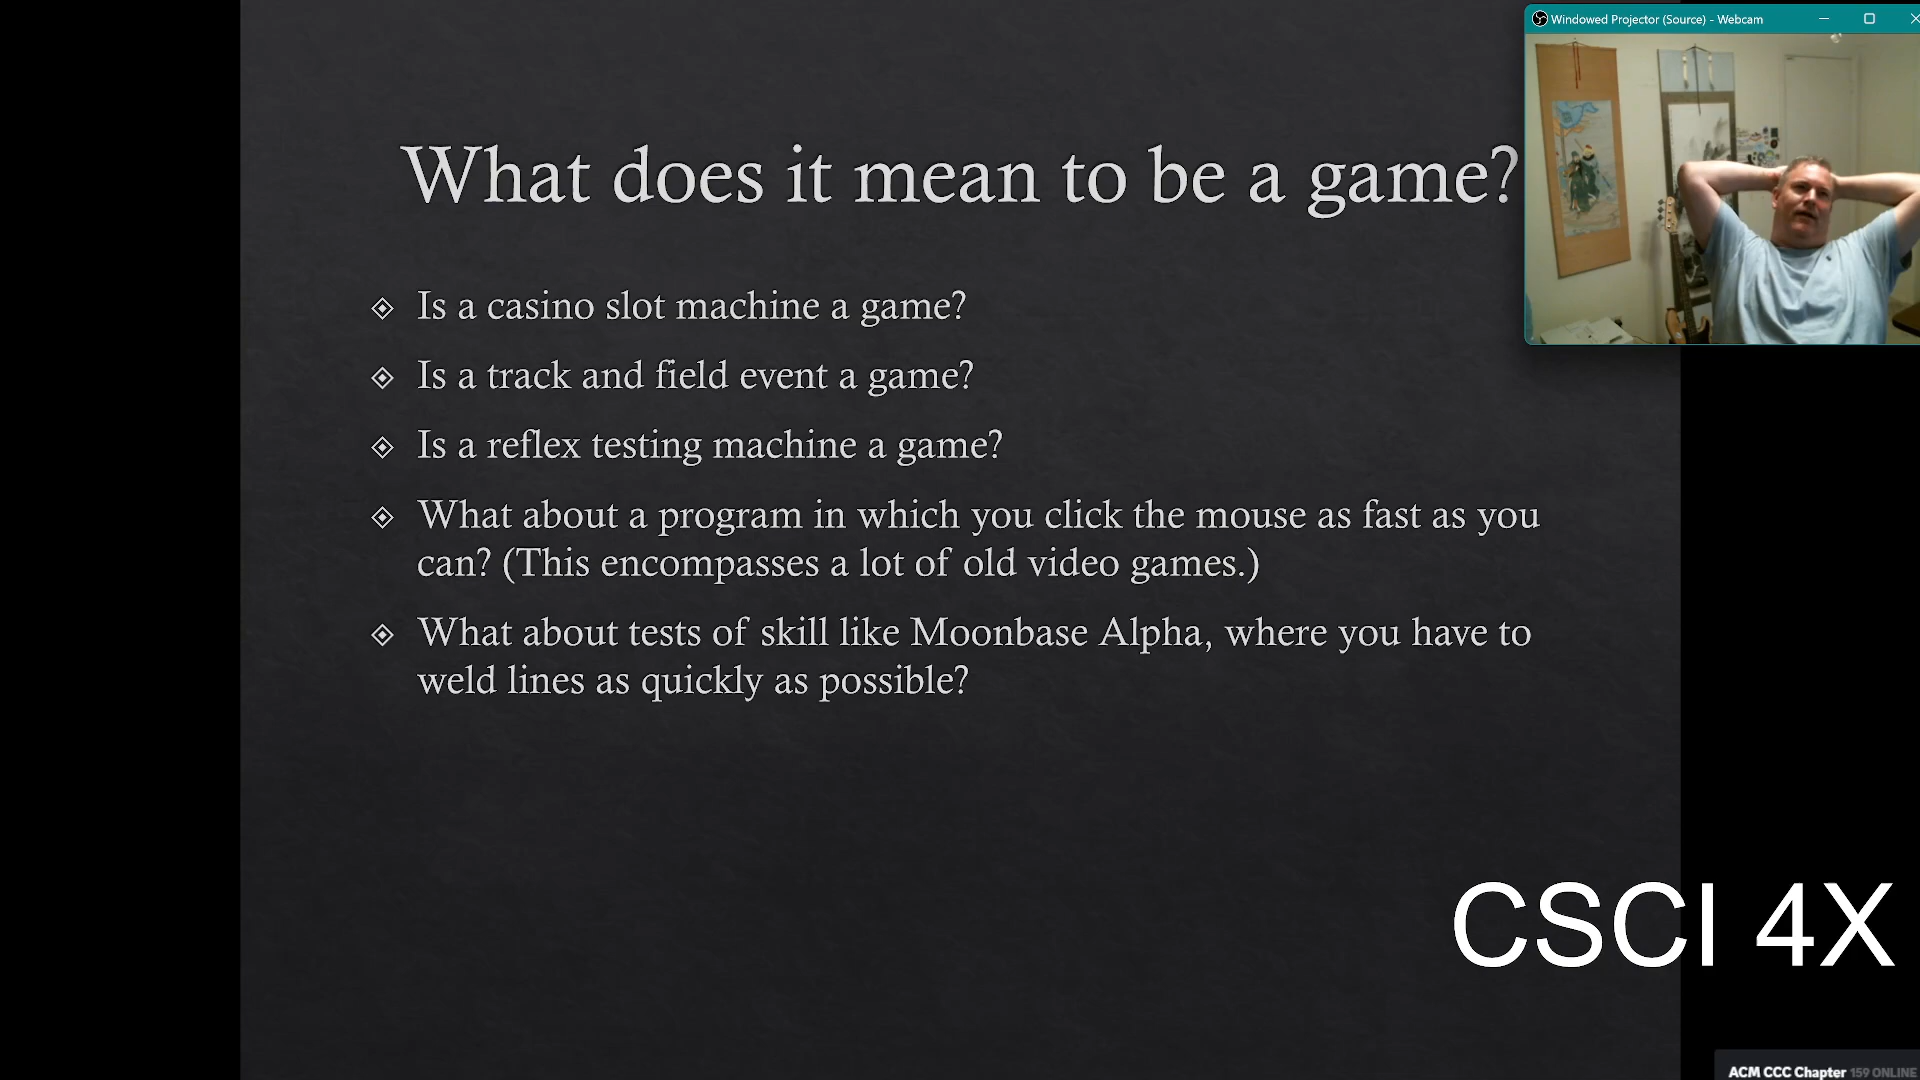 Windowed Projector (Source) - Webcam
What does it mean to be a game?
Is a casino slot machine a game?
Is a track and field event a game?
Is a reflex testing machine a game?
What about a program in which you click the mouse as fast as you
can? (This encompasses a lot of old video games.)
What about tests of skill like Moonbase Alpha, where you have to
weld lines as quickly as possible?
CSCI 4X
ACM CCC Chapter 159 ONLINE